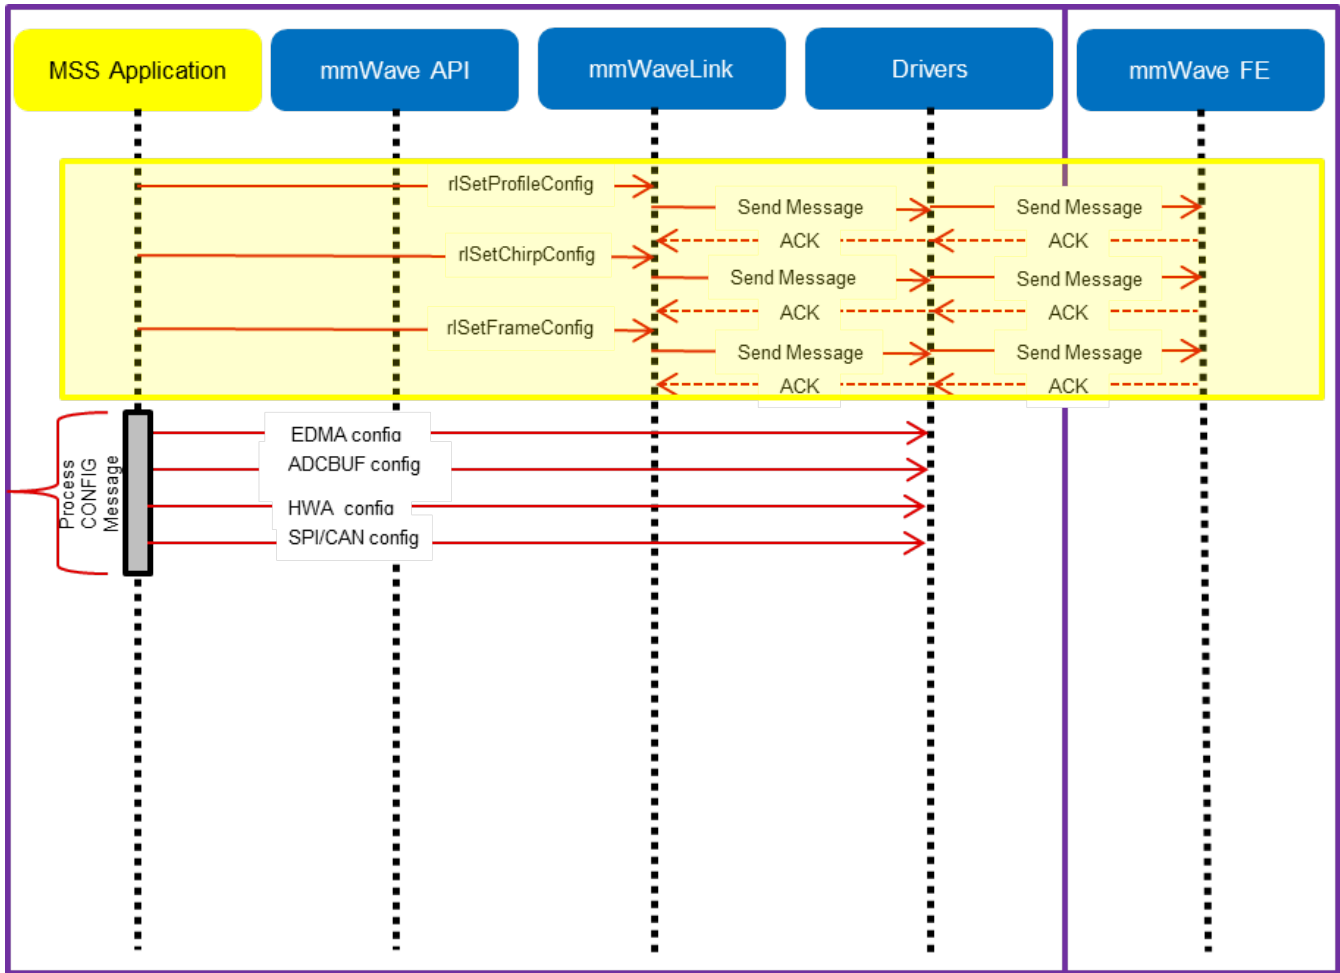 MSS Application
mmWave API
mmWaveLink
Drivers
mmWave FE
rlSetProfileConfig
Send Message
Send Message
ACK
ACK
rlSetChirpConfig
Send Message
Send Message
ACK
ACK
rlSetFrameConfig
Send Message
Send Message
ACK
ACK
Process
CONFIG
Message
EDMA config
ADCBUF config
HWA config
SPI/CAN config